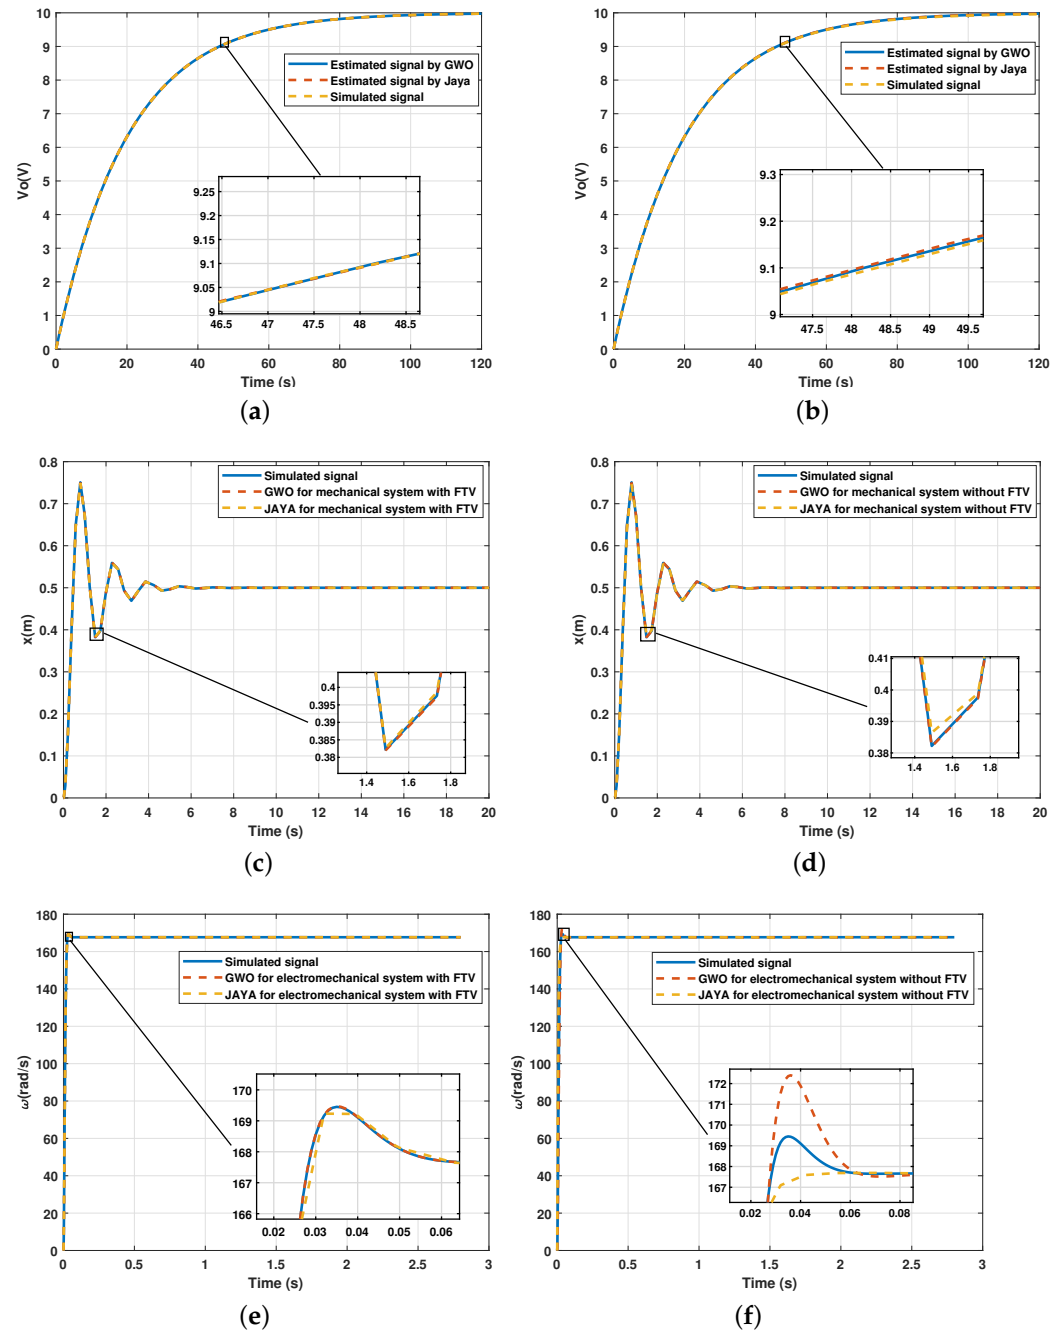 10
9
8
7
6
5
4
3
2
1
0
Vo(V)
Estimated signal by GWO
Estimated signal by Jaya
Simulated signal
9.25
9.2
9.15
9.1
9.05
9
46.5 47 47.5 48 48.5
0 20 40 60 80 100 120
Time (s)
(a)
10
9
8
7
6
5
4
3
2
1
0
Vo(V)
Estimated signal by GWO
Estimated signal by Jaya
Simulated signal
9.3
9.2
9.1
9
47.5 48 48.5 49 49.5
0 20 40 60 80 100 120
Time (s)
(b)
0.8
0.7
0.6
0.5
0.4
0.3
0.2
0.1
0
x(m)
Simulated signal
GWO for mechanical system with FTV
JAYA for mechanical system with FTV
0.4
0.395
0.39
0.385
0.38
1.4 1.6 1.8
0 2 4 6 8 10 12 14 16 18 20
Time (s)
(c)
0.8
0.7
0.6
0.5
0.4
0.3
0.2
0.1
0
x(m)
Simulated signal
GWO for mechanical system without FTV
JAYA for mechanical system without FTV
0.41
0.4
0.39
0.38
1.4 1.6 1.8
0 2 4 6 8 10 12 14 16 18 20
Time (s)
(d)
180
160
140
120
100
80
60
40
20
0
ω(rad/s)
Simulated signal
GWO for electromechanical system with FTV
JAYA for electromechanical system with FTV
170
169
168
167
166
0.02 0.03 0.04 0.05 0.06
0 0.5 1 1.5 2 2.5 3
Time (s)
(e)
180
160
140
120
100
80
60
40
20
0
ω(rad/s)
Simulated signal
GWO for electromechanical system without FTV
JAYA for electromechanical system without FTV
172
171
170
169
168
167
0.02 0.04 0.06 0.08
0 0.5 1 1.5 2 2.5 3
Time (s)
(f)